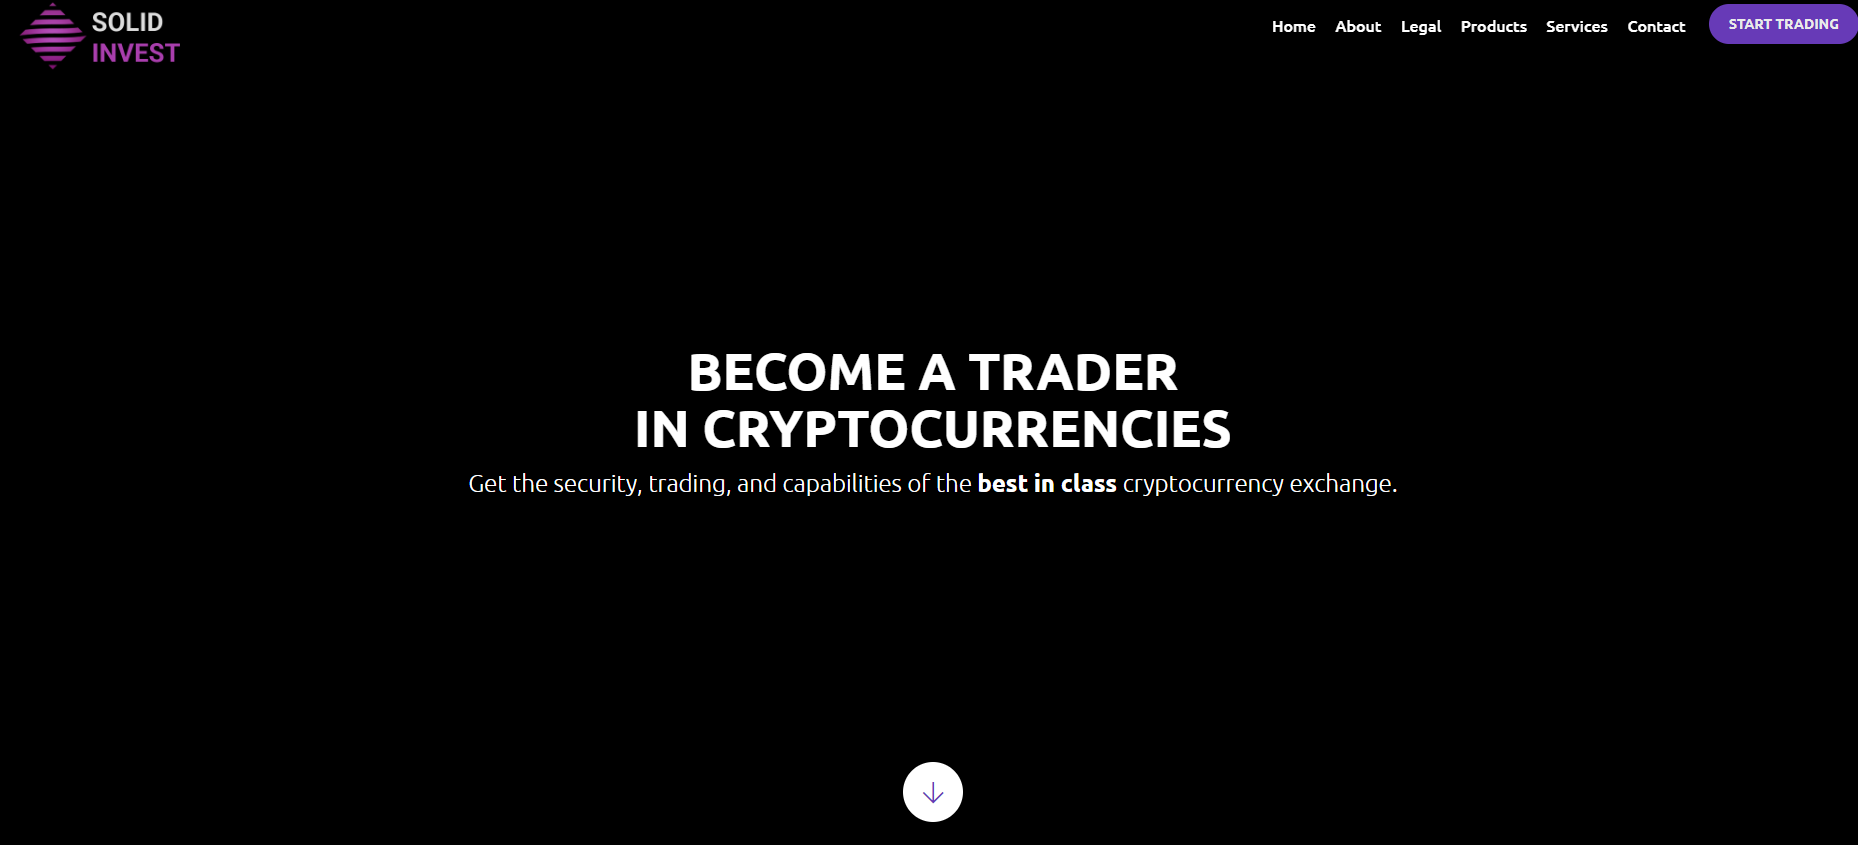 SOLID
INVEST
Home About Legal Products Services Contact START TRADING
BECOME A TRADER
IN CRYPTOCURRENCIES
Get the security, trading, and capabilities of the best in class cryptocurrency exchange.